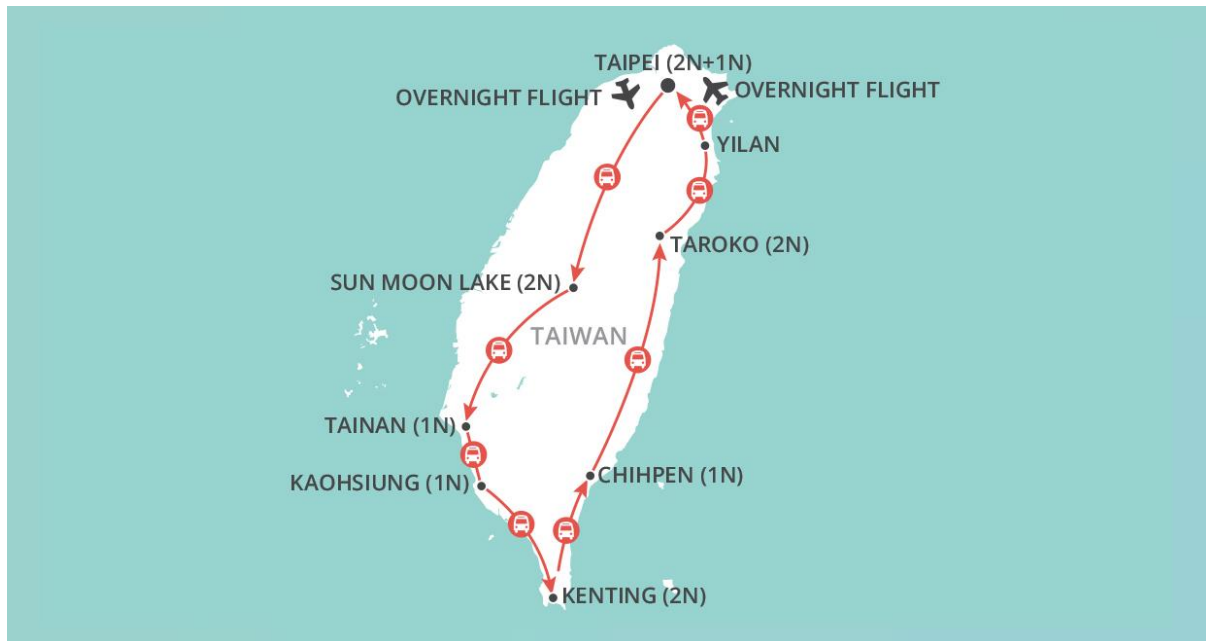 TAIPEI (2N+1N)
OVERNIGHT FLIGHT
OVERNIGHT FLIGHT
YILAN
TAROKO (2N)
SUN MOON LAKE (2N)
TAIWAN
TAINAN (1N)
CHIHPEN (1N)
KAOHSIUNG (1N)
KENTING (2N)